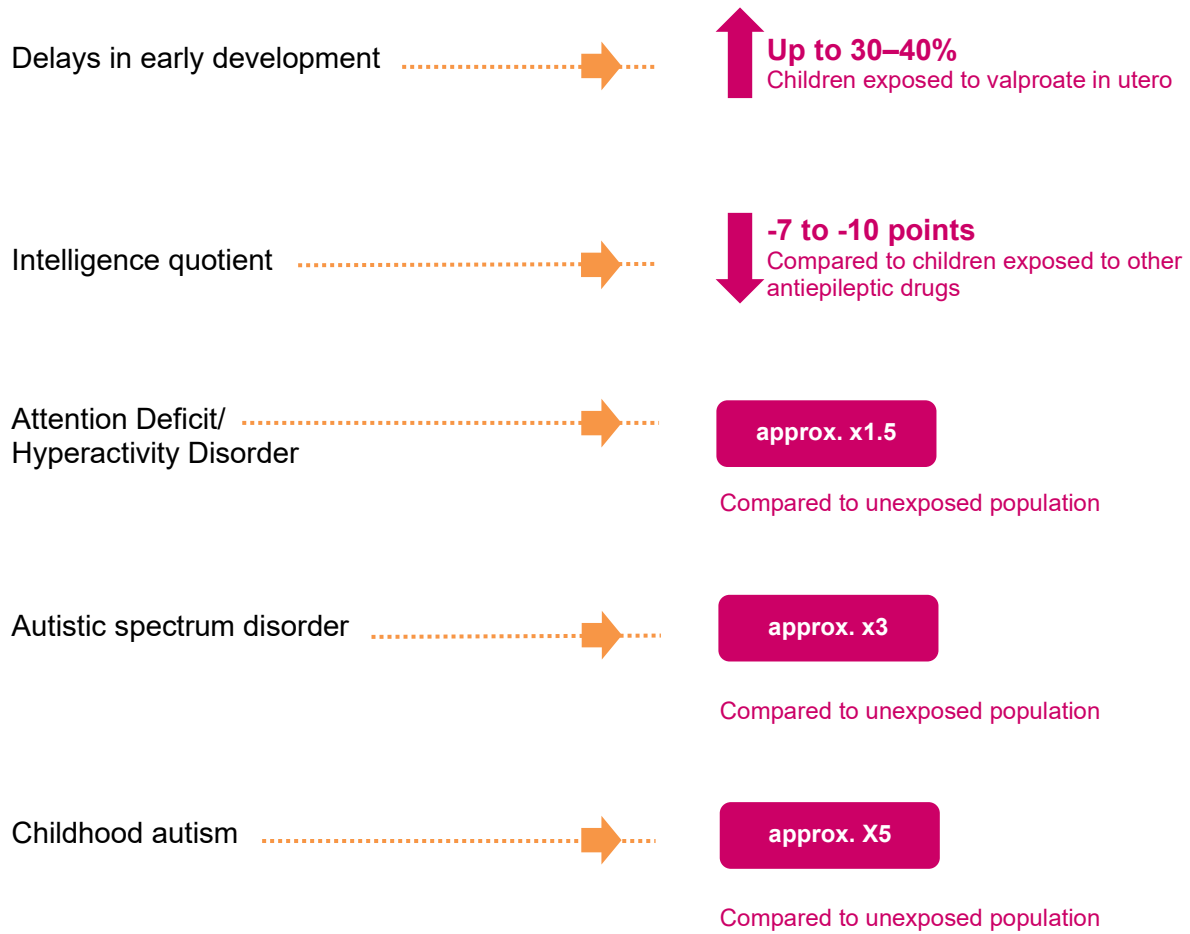 Delays in early development
Up to 30–40%
Children exposed to valproate in utero
Intelligence quotient
-7 to -10 points
Compared to children exposed to other
antiepileptic drugs
Attention Deficit/
Hyperactivity Disorder
approx. x1.5
Compared to unexposed population
Autistic spectrum disorder
approx. x3
Compared to unexposed population
Childhood autism
approx. X5
Compared to unexposed population